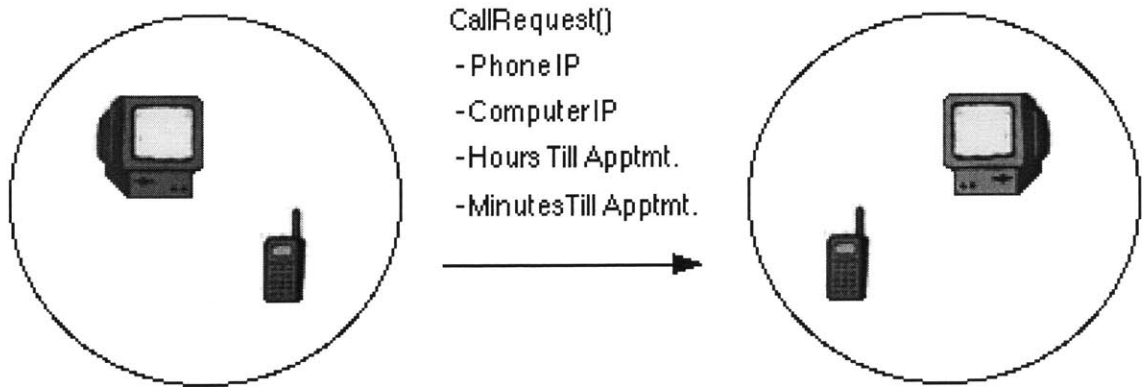 CallRequest()
-PhoneIP
-ComputerIP
-Hours Till Apptmt.
-MinutesTill Apptmt.